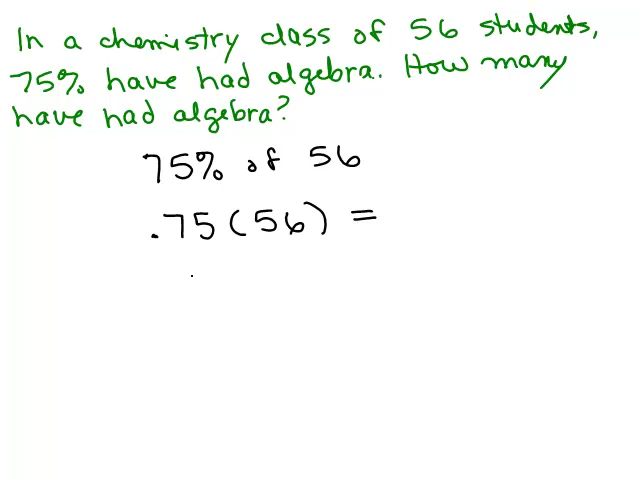 In a chemistry class of 56 students,
75% have had algebra. How many
have had algebra?
75% of 56
.75(56) =